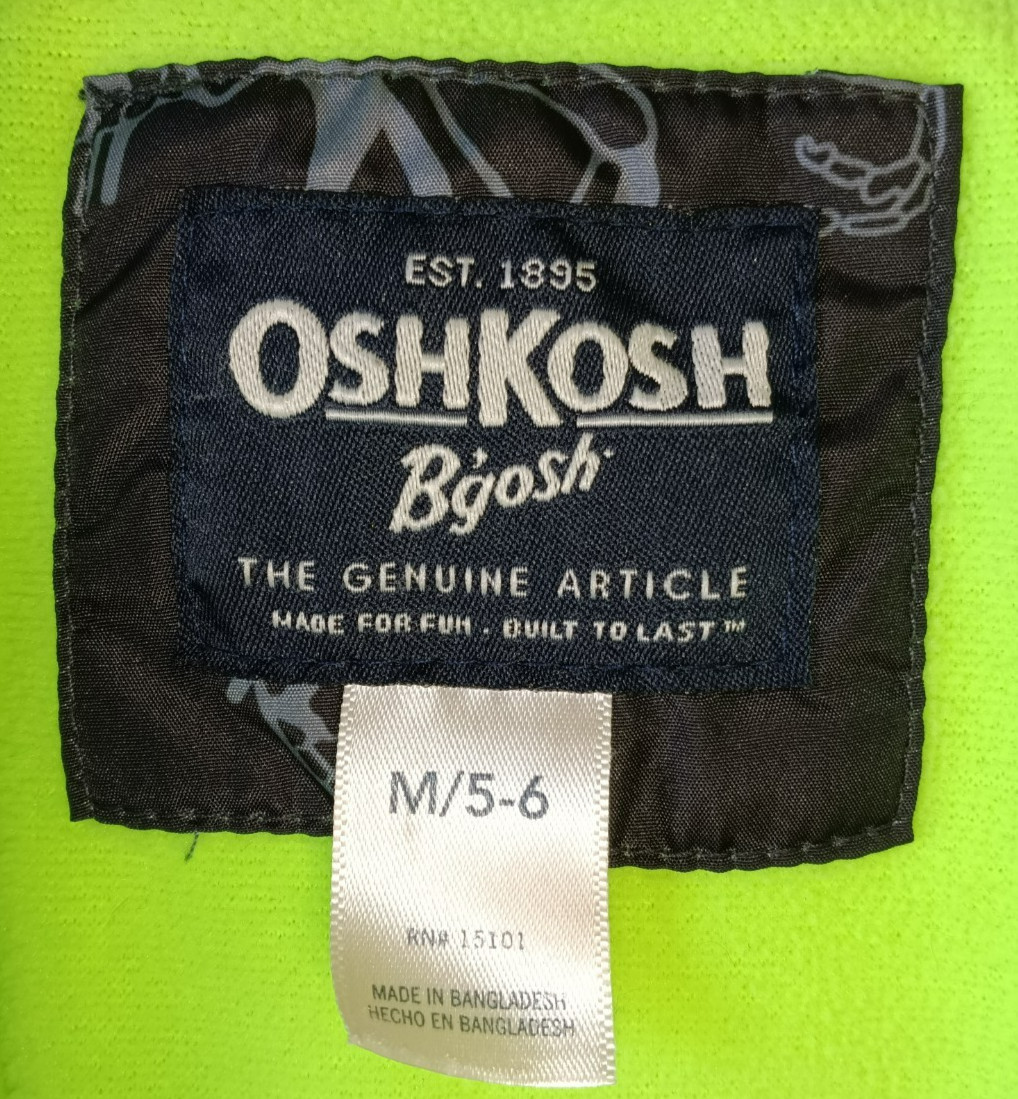 EST. 1895
OSHKOSH
B'gosh
THE GENUINE ARTICLE
MADE FOR FUN . BUILT TO LAST™
M/5-6
RN# 15101
MADE IN BANGLADESH
HECHO EN BANGLADESH